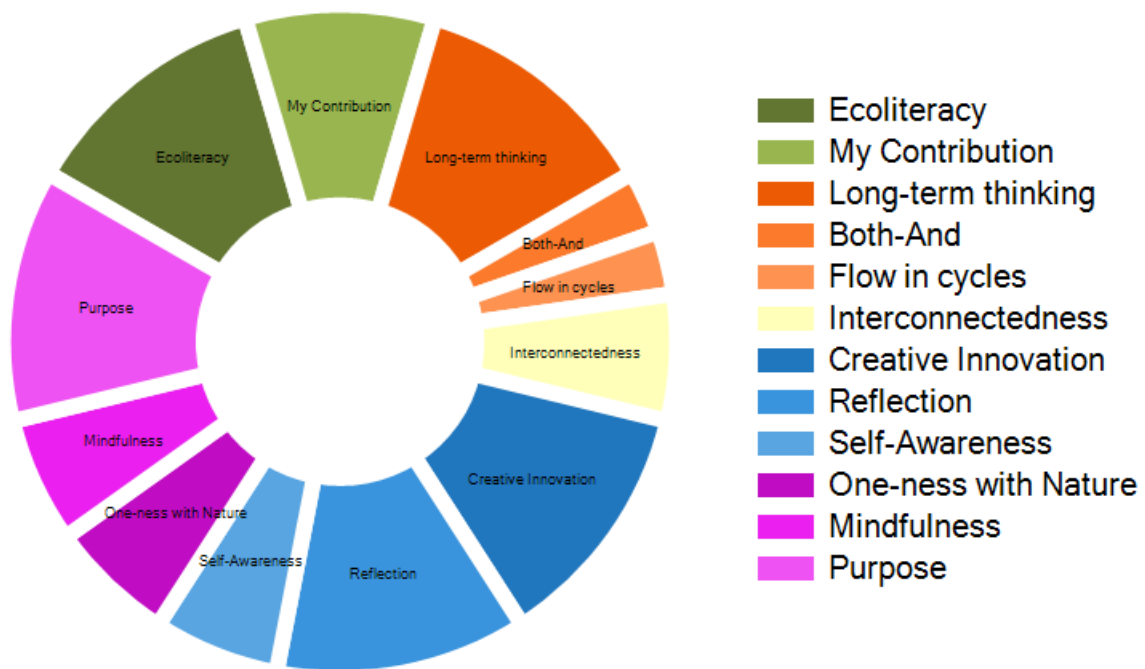 My Contribution
Ecoliteracy
Long-term thinking
Both-And
Flow in cycles
Purpose
Interconnectedness
Mindfulness
Creative Innovation
One-ness with Nature
Self-Awareness
Reflection
Ecoliteracy
My Contribution
Long-term thinking
Both-And
Flow in cycles
Interconnectedness
Creative Innovation
Reflection
Self-Awareness
One-ness with Nature
Mindfulness
Purpose